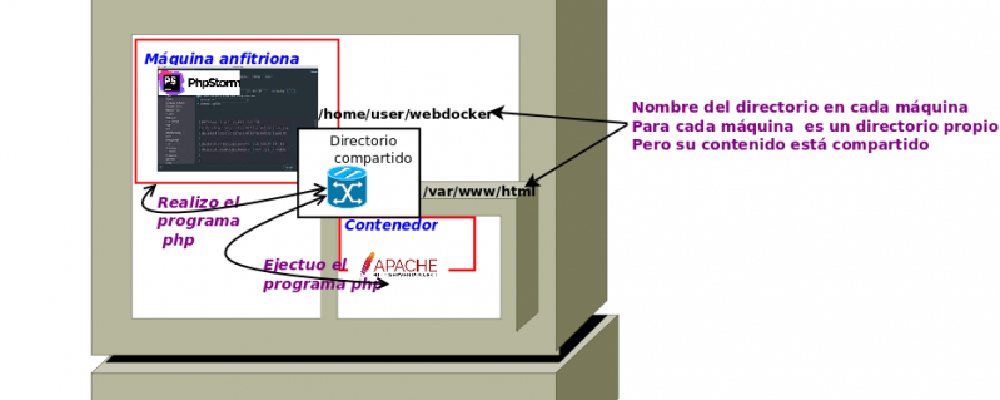 Máquina anfitriona
PS
PhpStorm
/home/user/webdocker
Nombre del directorio en cada máquina
Para cada máquina es un directorio propio
Pero su contenido está compartido
Directorio
compartido
/var/www/html
Realizo el
programa
php
Contenedor
APACHE
Ejectuo el
programa php